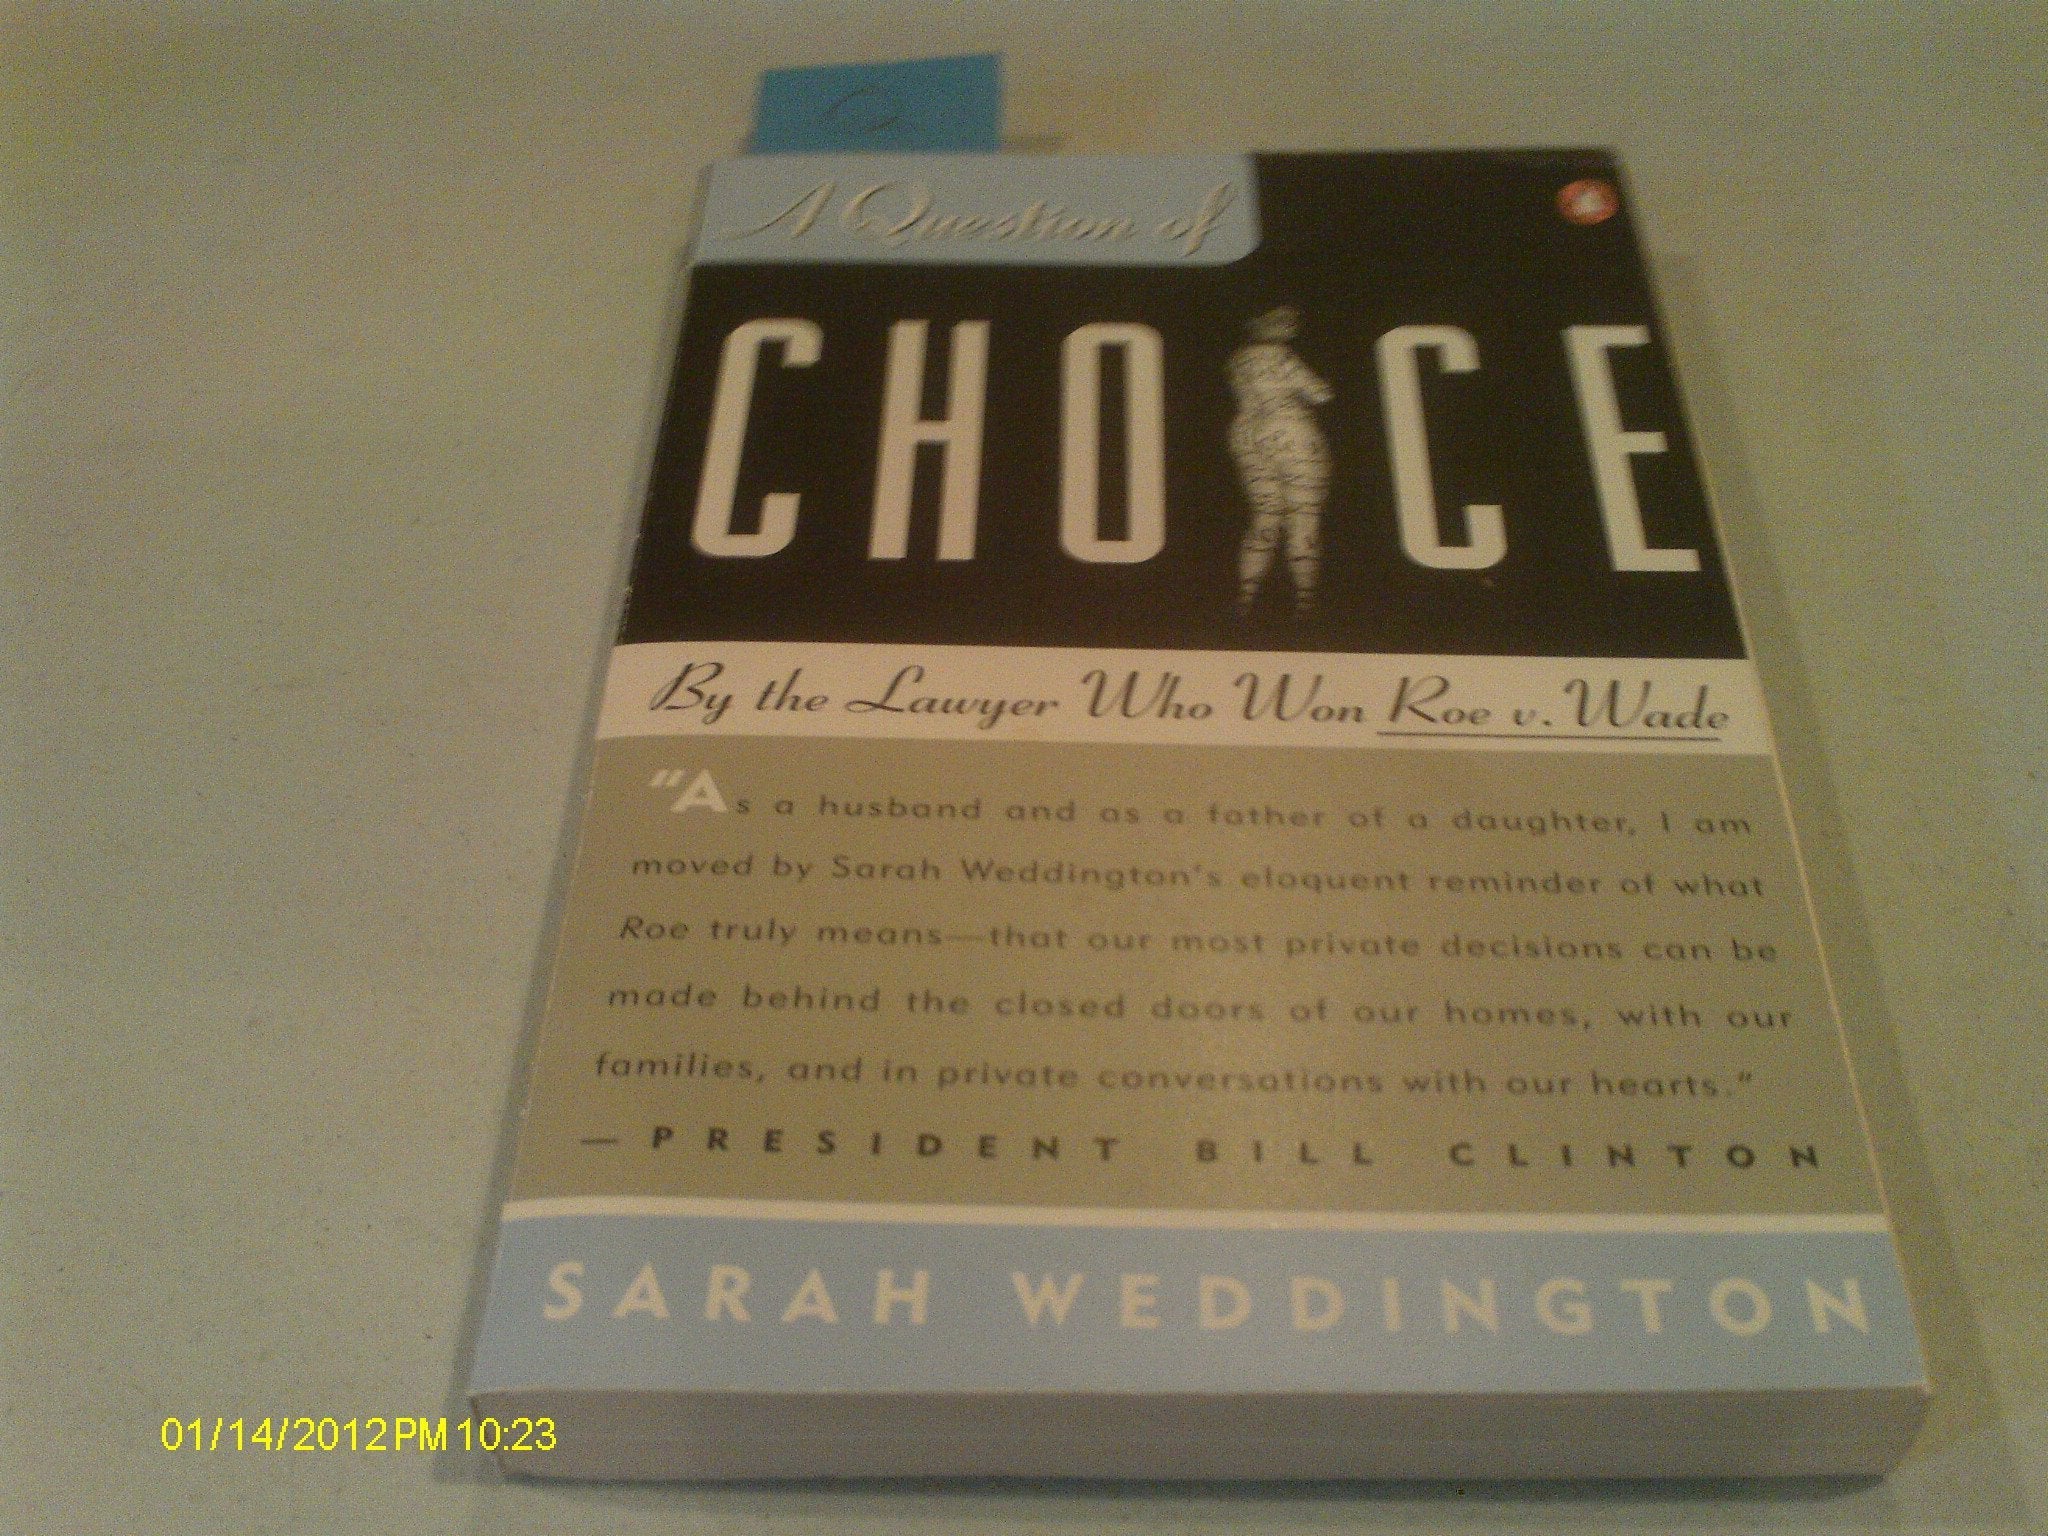 A Question of
CHOICE
By the Lawyer Who Won Roe v. Wade
"As a husband and as a father of a daughter, I am
moved by Sarah Weddington's eloquent reminder of what
Roe truly means—that our most private decisions can be
made behind the closed doors of our homes, with our
families, and in private conversations with our hearts."
— PRESIDENT BILL CLINTON
SARAH WEDDINGTON
01/14/2012 PM 10:23